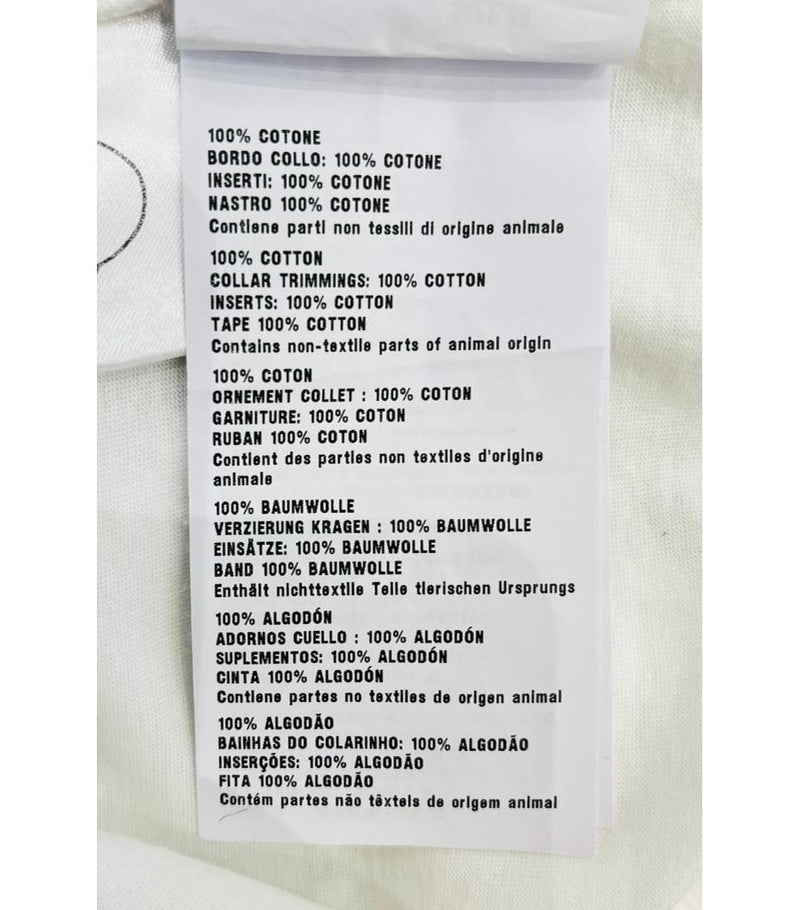 100% COTONE
BORDO COLLO: 100% COTONE
INSERTI: 100% COTONE
NASTRO 100% COTONE
Contiene parti non tessili di origine animale
100% COTTON
COLLAR TRIMMINGS: 100% COTTON
INSERTS: 100% COTTON
TAPE 100% COTTON
Contains non-textile parts of animal origin
100% COTON
ORNEMENT COLLET : 100% COTON
GARNITURE: 100% COTON
RUBAN 100% COTON
Contient des parties non textiles d'origine
animale
100% BAUMWOLLE
VERZIERUNG KRAGEN : 100% BAUMWOLLE
EINSÄTZE: 100% BAUMWOLLE
BAND 100% BAUMWOLLE
Enthält nichttextile Teile tierischen Ursprungs
100% ALGODÓN
ADORNOS CUELLO : 100% ALGODÓN
SUPLEMENTOS: 100% ALGODÓN
CINTA 100% ALGODÓN
Contiene partes no textiles de origen animal
100% ALGODÃO
BAINHAS DO COLARINHO: 100% ALGODÃO
INSERÇÕES: 100% ALGODÃO
FITA 100% ALGODÃO
Contém partes não têxteis de origem animal